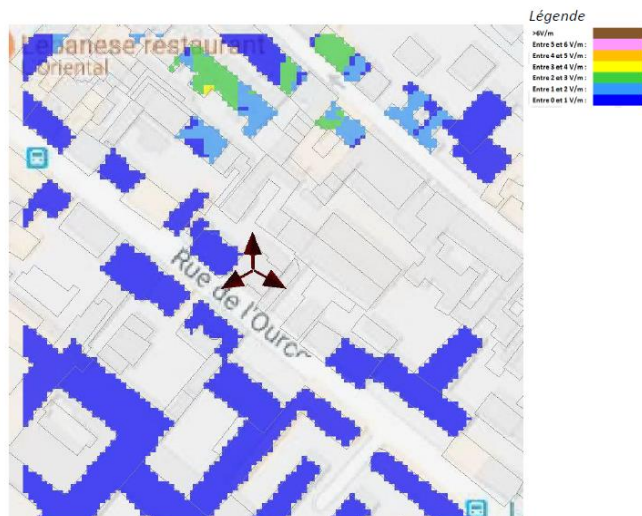 Légende
>6V/m
Entre 5 et 6 V/m :
Entre 4 et 5 V/m :
Entre 3 et 4 V/m :
Entre 2 et 3 V/m :
Entre 1 et 2 V/m :
Entre 0 et 1 V/m :
Lebanese restaurant
oriental
Rue de l'Ourcq